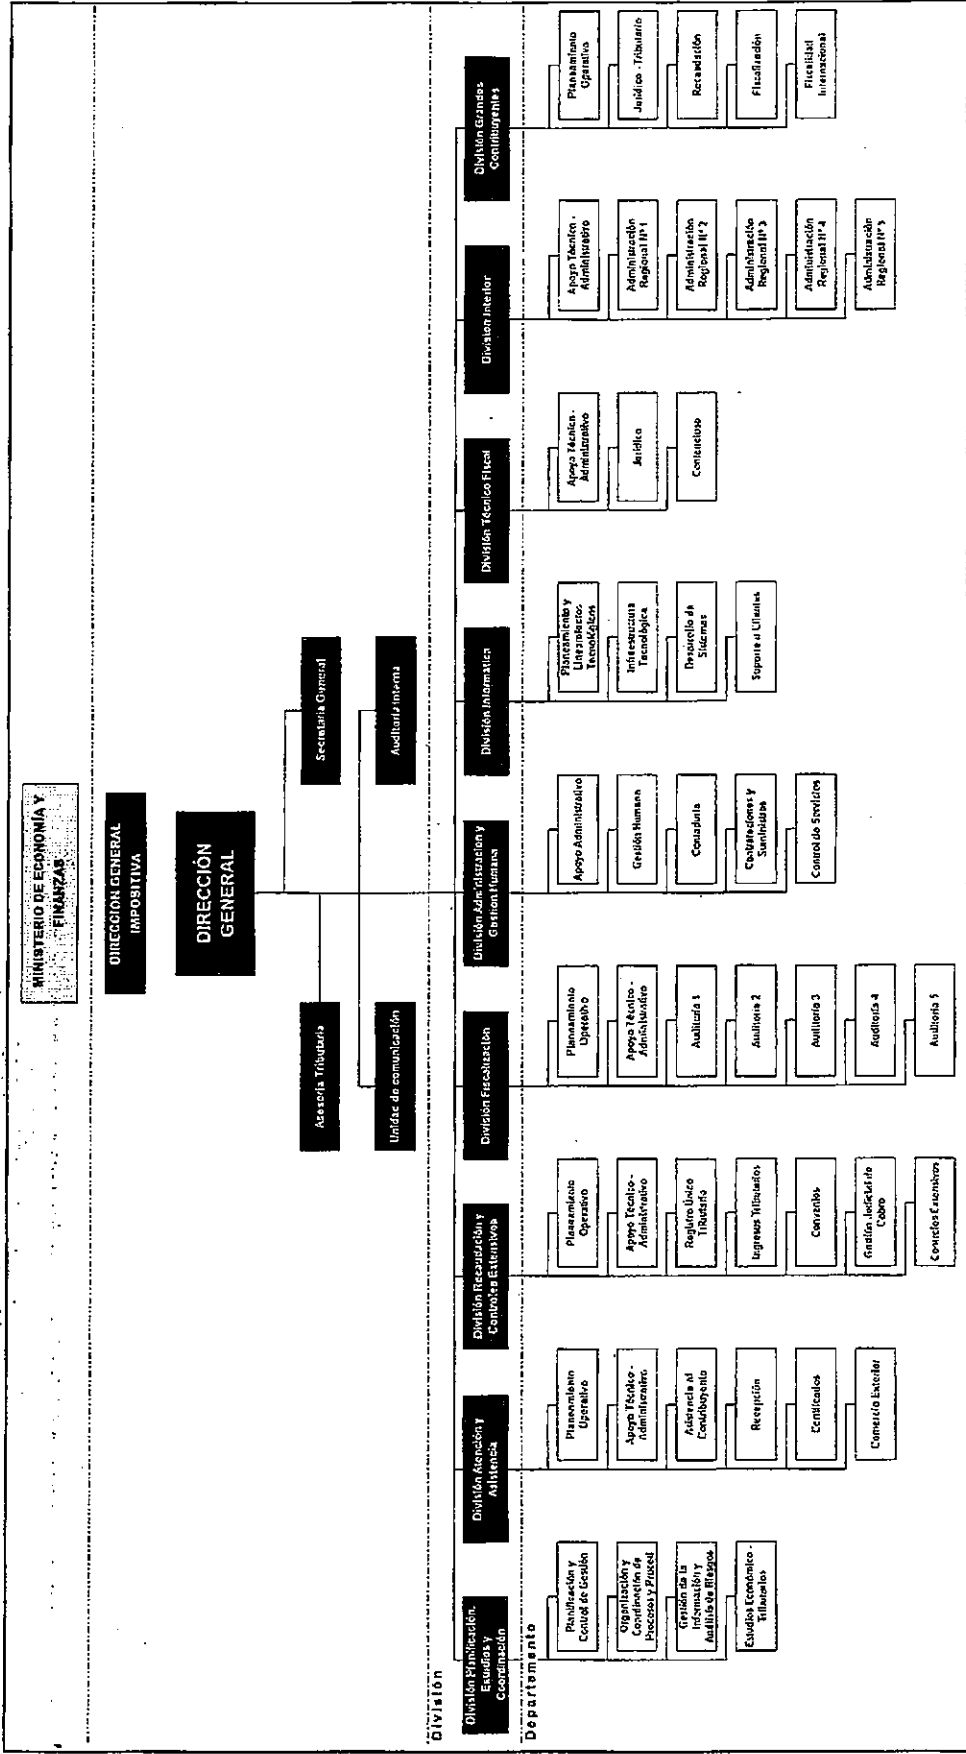 MINISTERIO DE ECONOMÍA Y
FINANZAS
DIRECCIÓN GENERAL
IMPOSITIVA
DIRECCIÓN
GENERAL
Asesoría Tributaria
Secretaría General
Unidad de comunicación
Auditoría interna
División
División Planificación,
Estudios y
Coordinación
División Atención y
Asistencia
División Recaudación y
Controles Extensivos
División Fiscalización
División Administración y
Gestión Humana
División Informática
División Técnico Fiscal
División Interior
División Grandes
Contribuyentes
Departamento
Planificación y
Control de Gestión
Organización y
Coordinación de
Procesos y Proced
Gestión de la
Información y
Análisis de Riesgos
Estudios Económico -
Tributarios
Planeamiento
Operativo
Apoyo Técnico -
Administrativo
Asistencia al
Contribuyente
Recepción
Certificados
Comercio Exterior
Planeamiento
Operativo
Apoyo Técnico -
Administrativo
Registro Único
Tributario
Ingresos Tributarios
Convenios
Gestión Judicial de
Cobro
Controles Extensivos
Planeamiento
Operativo
Apoyo Técnico -
Administrativo
Auditoría 1
Auditoría 2
Auditoría 3
Auditoría 4
Auditoría 5
Apoyo Administrativo
Gestión Humana
Contaduría
Contrataciones y
Suministros
Control de Servicios
Planeamiento y
Lineamientos
Tecnológicos
Infraestructura
Tecnológica
Desarrollo de
Sistemas
Soporte a Clientes
Apoyo Técnico -
Administrativo
Jurídico
Contencioso
Apoyo Técnico -
Administrativo
Administración
Regional Nº 1
Administración
Regional Nº 2
Administración
Regional Nº 3
Administración
Regional Nº 4
Administración
Regional Nº 5
Planeamiento
Operativo
Jurídico - Tributario
Recaudación
Fiscalización
Fiscalidad
Internacional